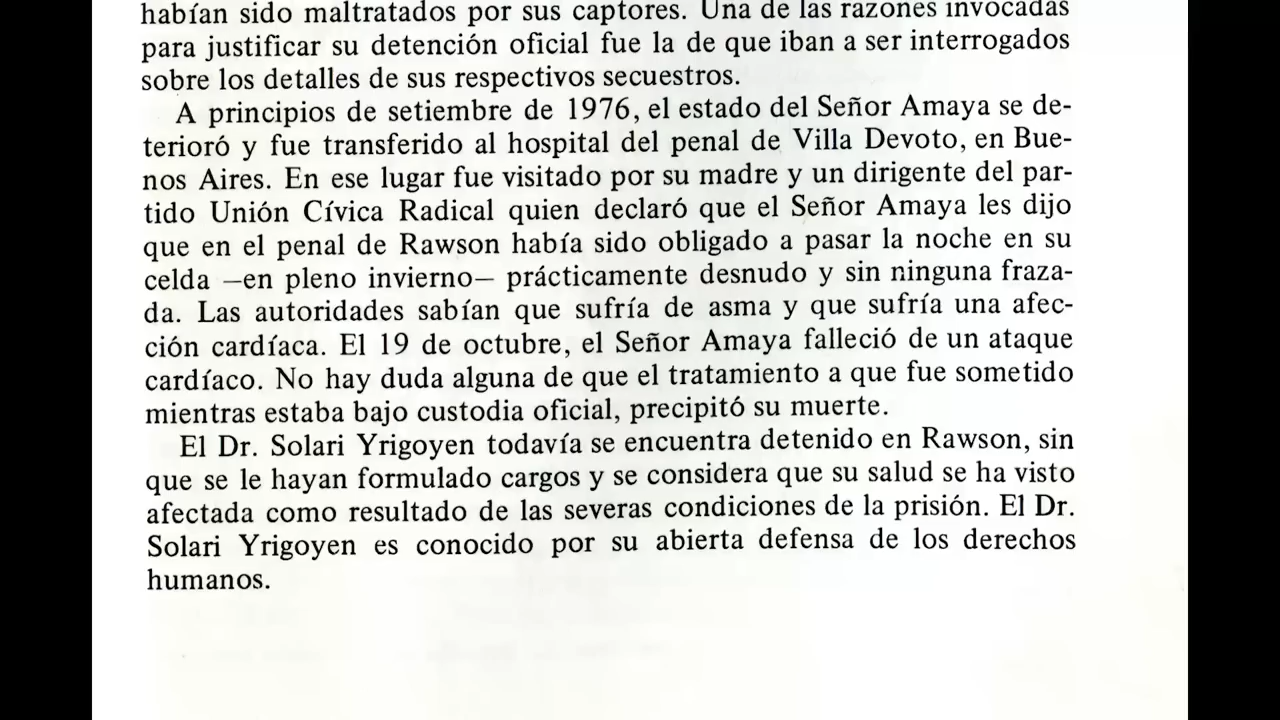 habían sido maltratados por sus captores. Una de las razones invocadas
para justificar su detención oficial fue la de que iban a ser interrogados
sobre los detalles de sus respectivos secuestros.
A principios de setiembre de 1976, el estado del Señor Amaya se de-
terioró y fue transferido al hospital del penal de Villa Devoto, en Bue-
nos Aires. En ese lugar fue visitado por su madre y un dirigente del par-
tido Unión Cívica Radical quien declaró que el Señor Amaya les dijo
que en el penal de Rawson había sido obligado a pasar la noche en su
celda —en pleno invierno— prácticamente desnudo y sin ninguna fraza-
da. Las autoridades sabían que sufría de asma y que sufría una afec-
ción cardíaca. El 19 de octubre, el Señor Amaya falleció de un ataque
cardíaco. No hay duda alguna de que el tratamiento a que fue sometido
mientras estaba bajo custodia oficial, precipitó su muerte.
El Dr. Solari Yrigoyen todavía se encuentra detenido en Rawson, sin
que se le hayan formulado cargos y se considera que su salud se ha visto
afectada como resultado de las severas condiciones de la prisión. El Dr.
Solari Yrigoyen es conocido por su abierta defensa de los derechos
humanos.